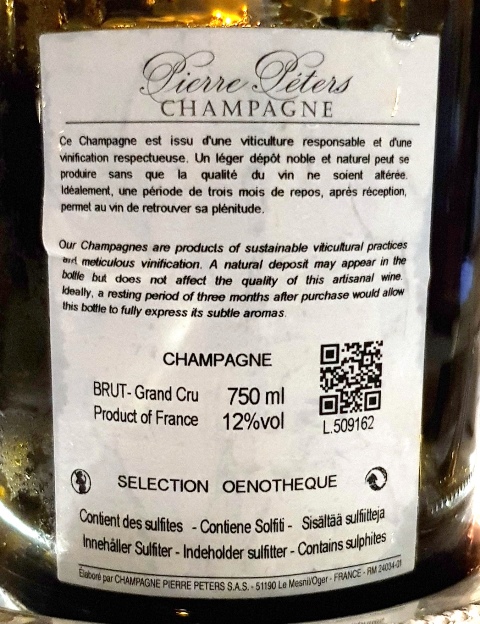 Pierre Péters
CHAMPAGNE
Ce Champagne est issu d'une viticulture responsable et d'une
vinification respectueuse. Un léger dépôt noble et naturel peut se
produire sans que la qualité du vin ne soient altérée.
Idéalement, une période de trois mois de repos, après réception,
permet au vin de retrouver sa plénitude.
Our Champagnes are products of sustainable viticultural practices
and meticulous vinification. A natural deposit may appear in the
bottle but does not affect the quality of this artisanal wine.
Ideally, a resting period of three months after purchase would allow
this bottle to fully express its subtle aromas.
CHAMPAGNE
BRUT- Grand Cru 750 ml
Product of France 12%vol
L.509162
SELECTION OENOTHEQUE
Contient des sulfites - Contiene Solfiti - Sisältää sulfiitteja
Innehåller Sulfiter - Indeholder sulfitter - Contains sulphites
Élaboré par CHAMPAGNE PIERRE PETERS S.A.S. - 51190 Le Mesnil/Oger - FRANCE - RM 24034-01